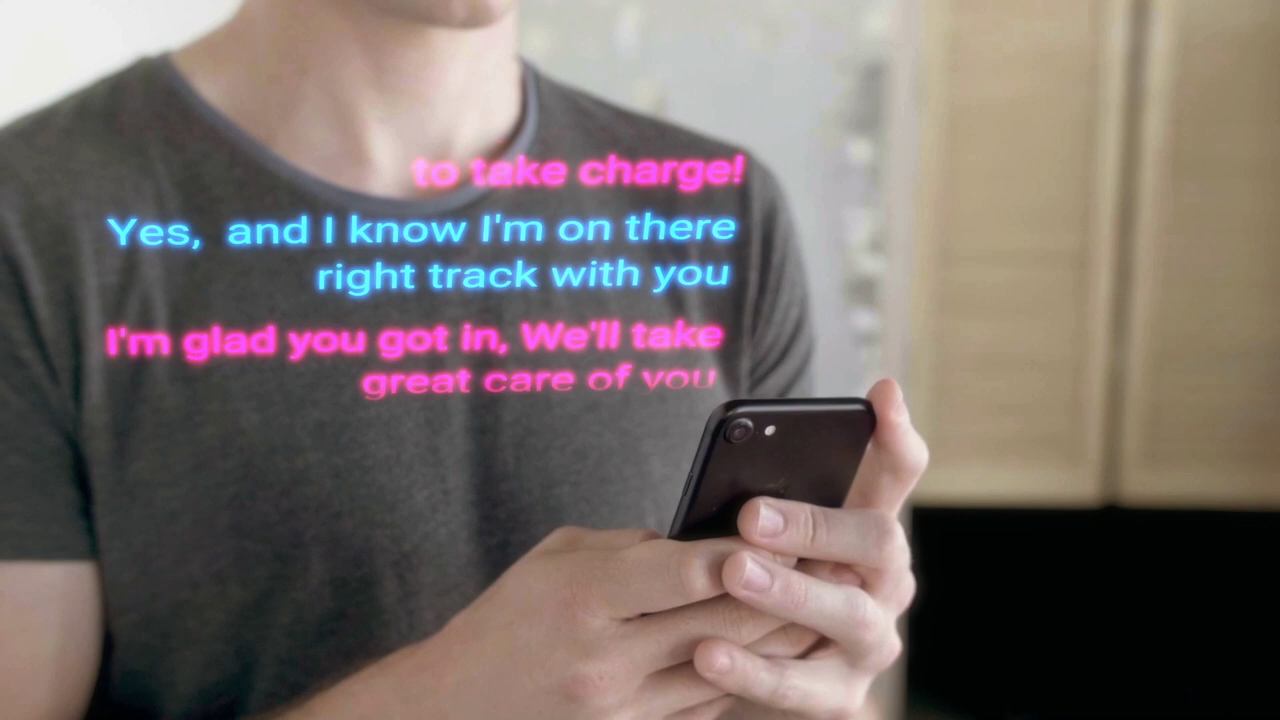 to take charge!
Yes, and I know I'm on there
right track with you
I'm glad you got in, We'll take
great care of you